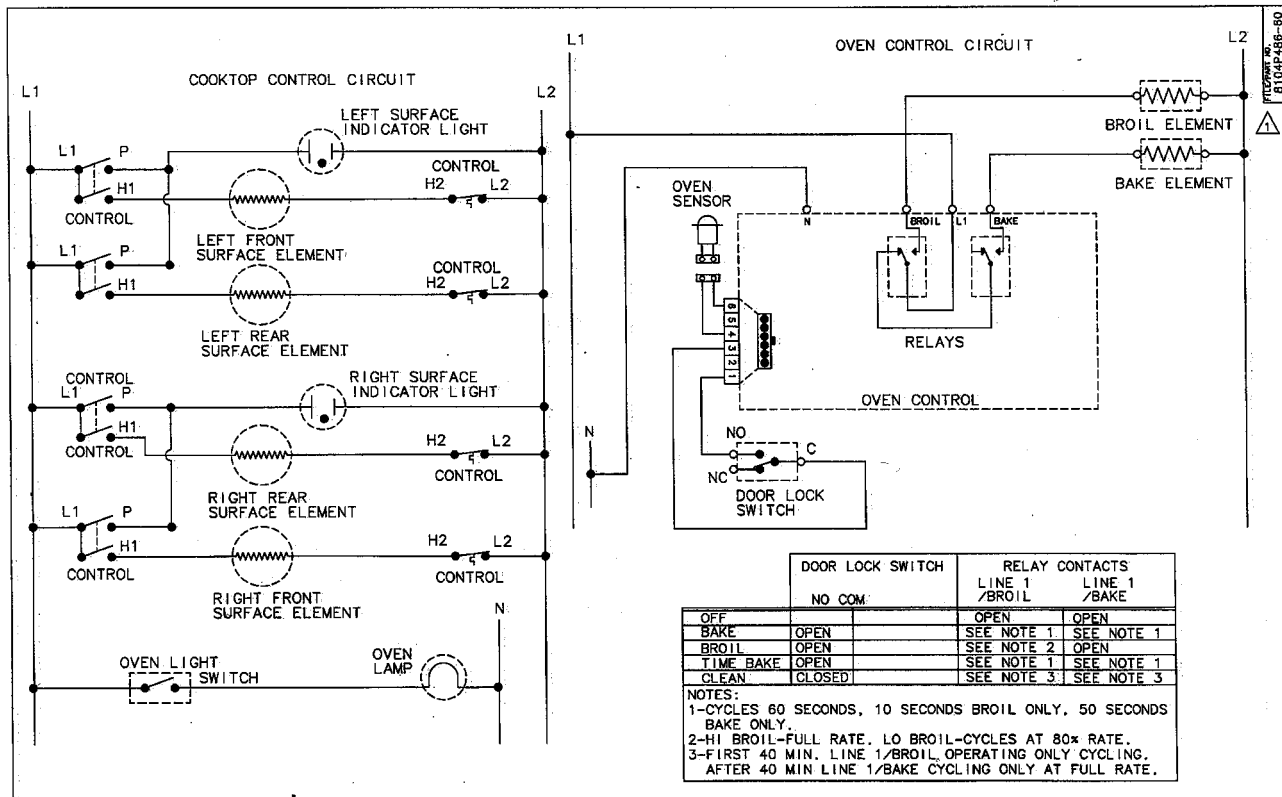 FILE/PART NO.
8104P486-60
1
COOKTOP CONTROL CIRCUIT
L1
L2
LEFT SURFACE
INDICATOR LIGHT
L1
P
H1
CONTROL
CONTROL
H2
L2
LEFT FRONT
SURFACE ELEMENT
L1
P
H1
CONTROL
H2
L2
LEFT REAR
SURFACE ELEMENT
CONTROL
L1
P
H1
CONTROL
RIGHT SURFACE
INDICATOR LIGHT
H2
L2
CONTROL
RIGHT REAR
SURFACE ELEMENT
L1
P
H1
CONTROL
H2
L2
CONTROL
RIGHT FRONT
SURFACE ELEMENT
N
OVEN LIGHT
SWITCH
OVEN
LAMP
OVEN CONTROL CIRCUIT
L1
L2
BROIL ELEMENT
BAKE ELEMENT
OVEN
SENSOR
N
BROIL
L1
BAKE
RELAYS
6
5
4
3
2
1
OVEN CONTROL
N
NO
C
NC
DOOR LOCK
SWITCH
DOOR LOCK SWITCH RELAY CONTACTS
LINE 1 LINE 1
NO COM /BROIL /BAKE
OFF OPEN OPEN
BAKE OPEN SEE NOTE 1 SEE NOTE 1
BROIL OPEN SEE NOTE 2 OPEN
TIME BAKE OPEN SEE NOTE 1 SEE NOTE 1
CLEAN CLOSED SEE NOTE 3 SEE NOTE 3
NOTES:
1-CYCLES 60 SECONDS, 10 SECONDS BROIL ONLY, 50 SECONDS
BAKE ONLY.
2-HI BROIL-FULL RATE. LO BROIL-CYCLES AT 80% RATE.
3-FIRST 40 MIN. LINE 1/BROIL OPERATING ONLY CYCLING.
AFTER 40 MIN LINE 1/BAKE CYCLING ONLY AT FULL RATE.